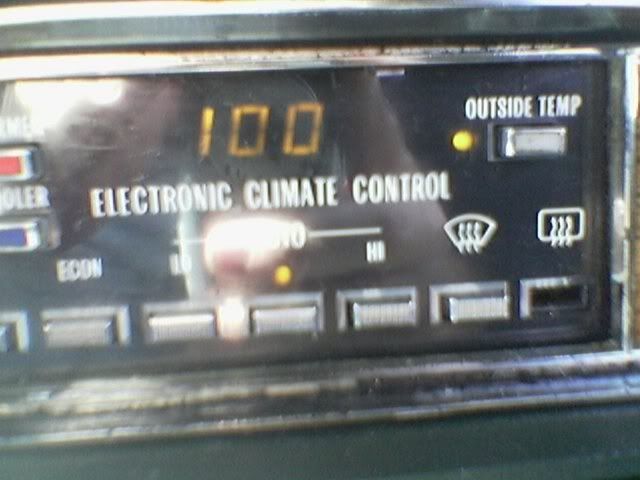 100
OUTSIDE TEMP
ELECTRONIC CLIMATE CONTROL
ECON
LO
HI